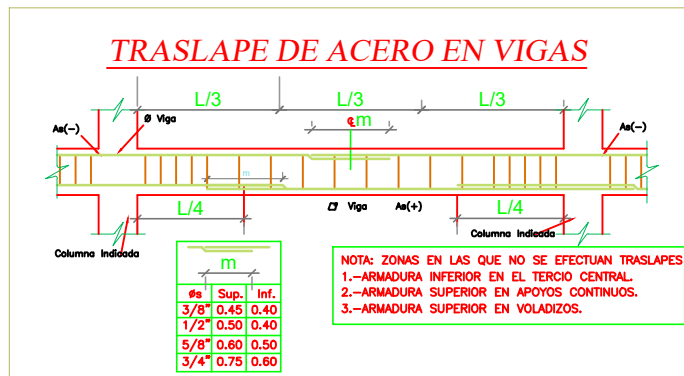 TRASLAPE DE ACERO EN VIGAS
L/3 L/3 L/3
As(-) Ø Viga ℄ m As(-)
m
L/4 Viga As(+) L/4
Columna Indicada Columna Indicada
m
Øs Sup. Inf.
3/8" 0.45 0.40
1/2" 0.50 0.40
5/8" 0.60 0.50
3/4" 0.75 0.60
NOTA: ZONAS EN LAS QUE NO SE EFECTUAN TRASLAPES
1.-ARMADURA INFERIOR EN EL TERCIO CENTRAL.
2.-ARMADURA SUPERIOR EN APOYOS CONTINUOS.
3.-ARMADURA SUPERIOR EN VOLADIZOS.